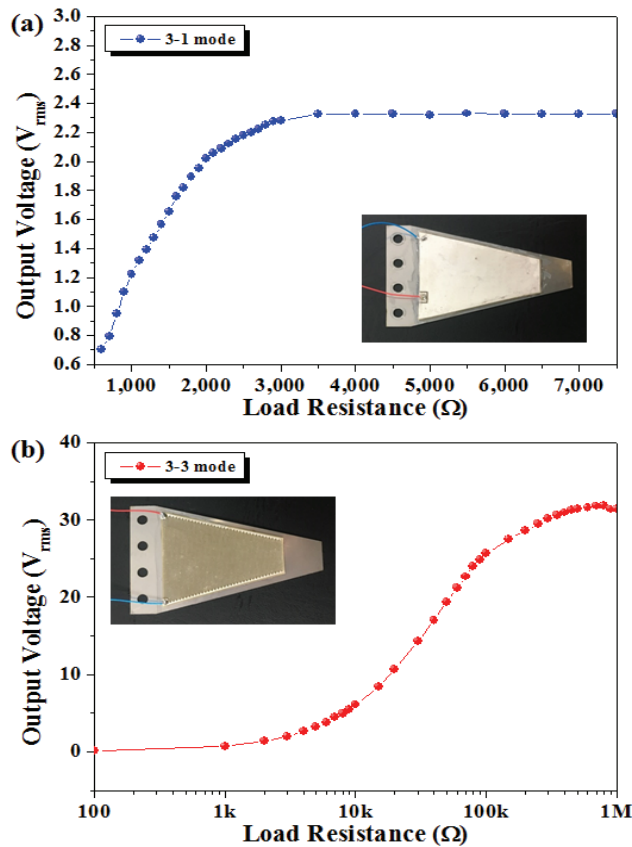 (a)
3-1 mode
3.0
2.8
2.6
2.4
2.2
2.0
1.8
1.6
1.4
1.2
1.0
0.8
0.6
Output Voltage (Vrms)
1,000 2,000 3,000 4,000 5,000 6,000 7,000
Load Resistance (Ω)
(b)
3-3 mode
40
30
20
10
0
Output Voltage (Vrms)
100 1k 10k 100k 1M
Load Resistance (Ω)